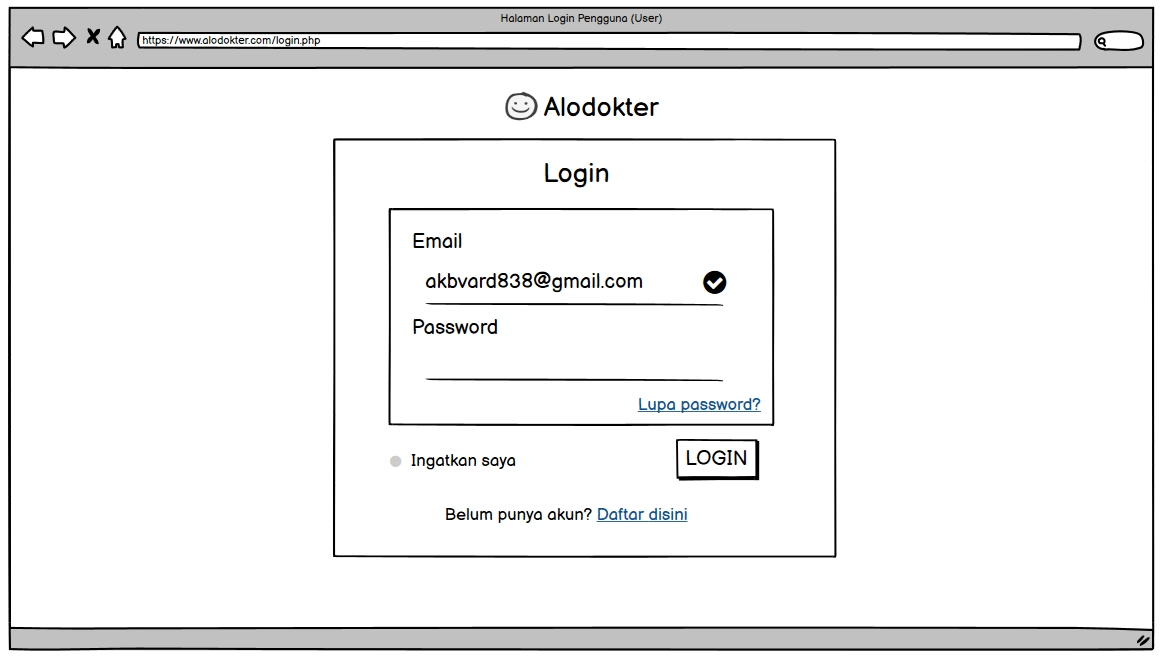 Halaman Login Pengguna (User)
https://www.alodokter.com/login.php
Alodokter
Login
Email
akbvard838@gmail.com
Password
Lupa password?
Ingatkan saya
LOGIN
Belum punya akun? Daftar disini